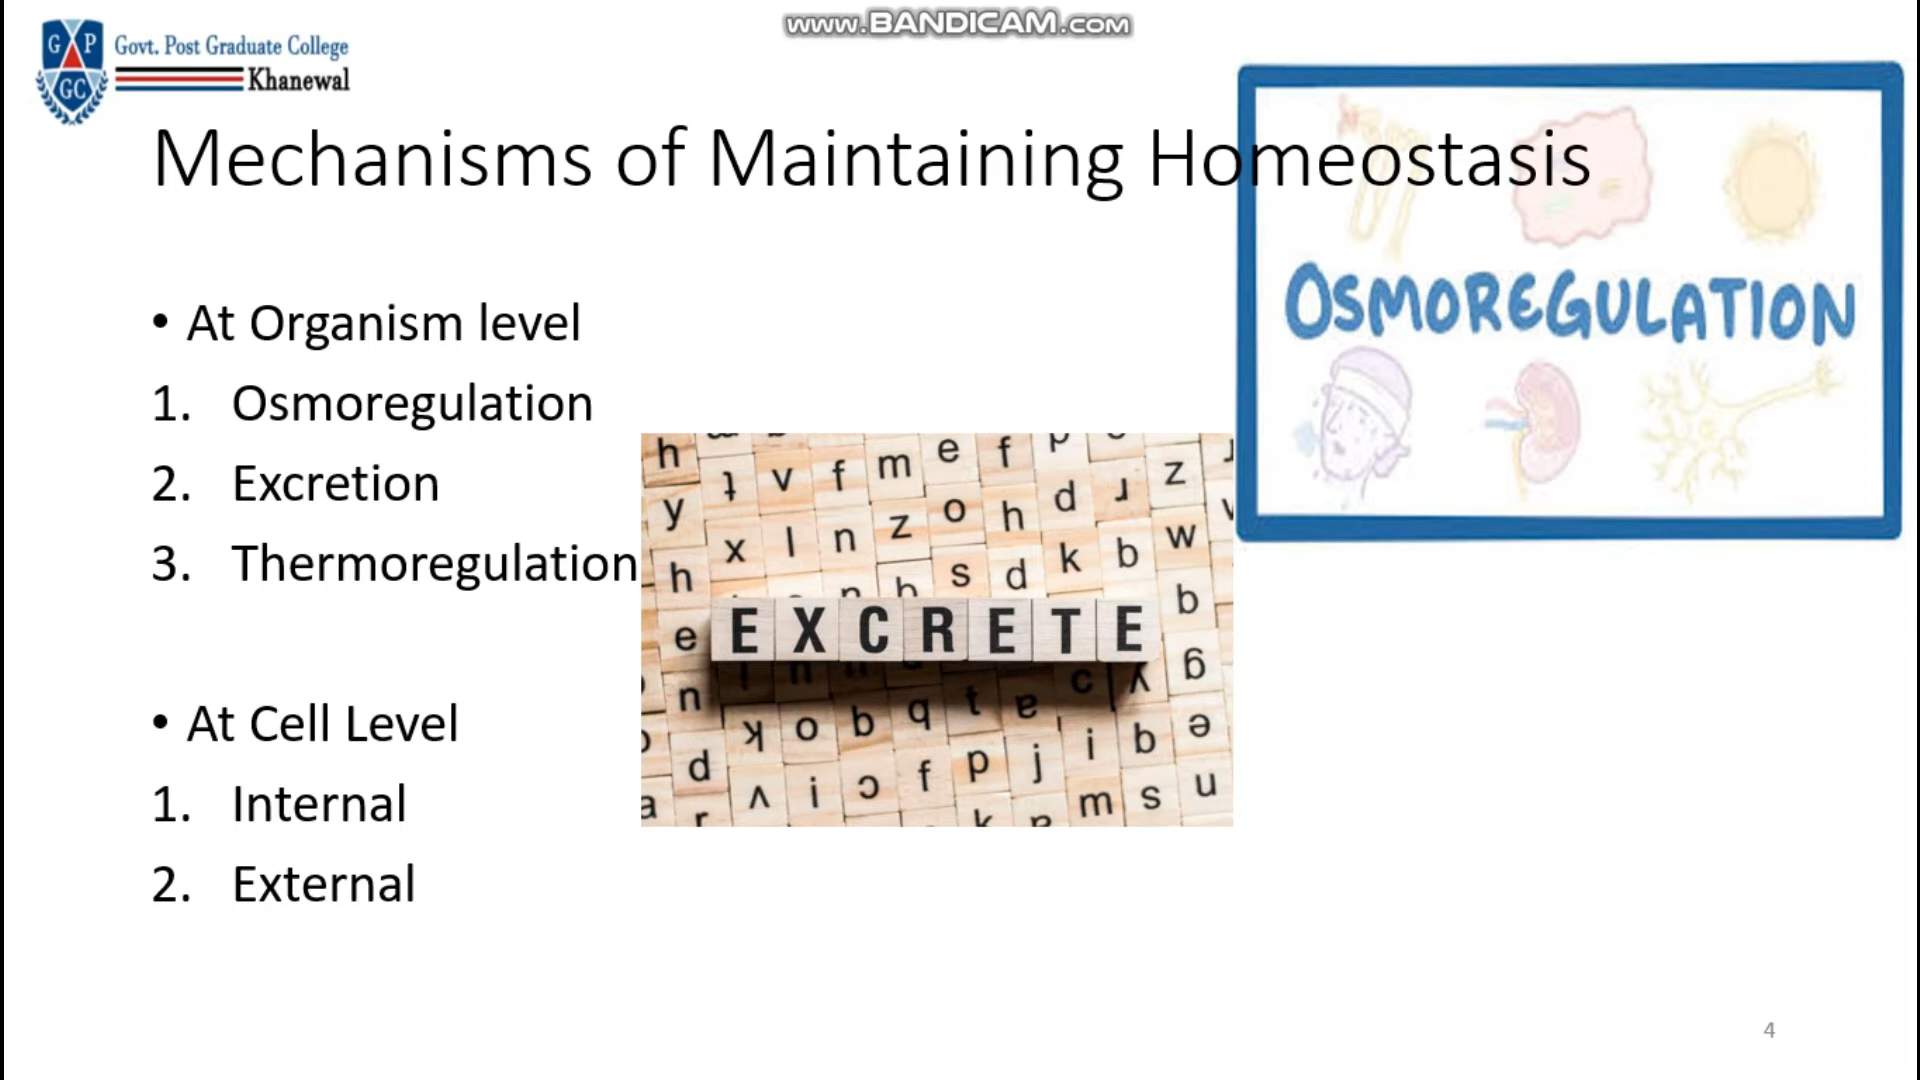 www.BANDICAM.com
G P
GC
Govt. Post Graduate College
Khanewal
Mechanisms of Maintaining Homeostasis
• At Organism level
1. Osmoregulation
2. Excretion
3. Thermoregulation
• At Cell Level
1. Internal
2. External
OSMOREGULATION
EXCRETE
4